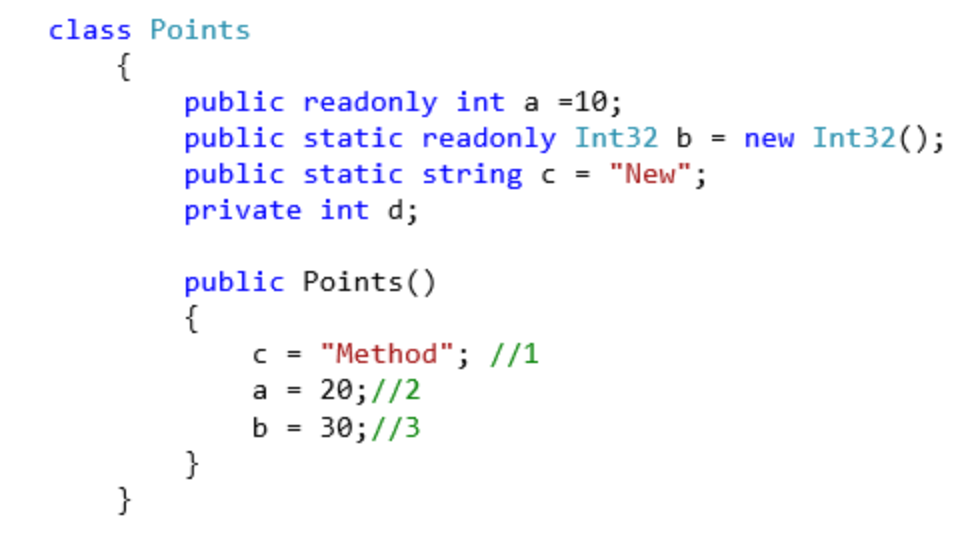 class Points
{
public readonly int a =10;
public static readonly Int32 b = new Int32();
public static string c = "New";
private int d;
public Points()
{
c = "Method"; //1
a = 20;//2
b = 30;//3
}
}